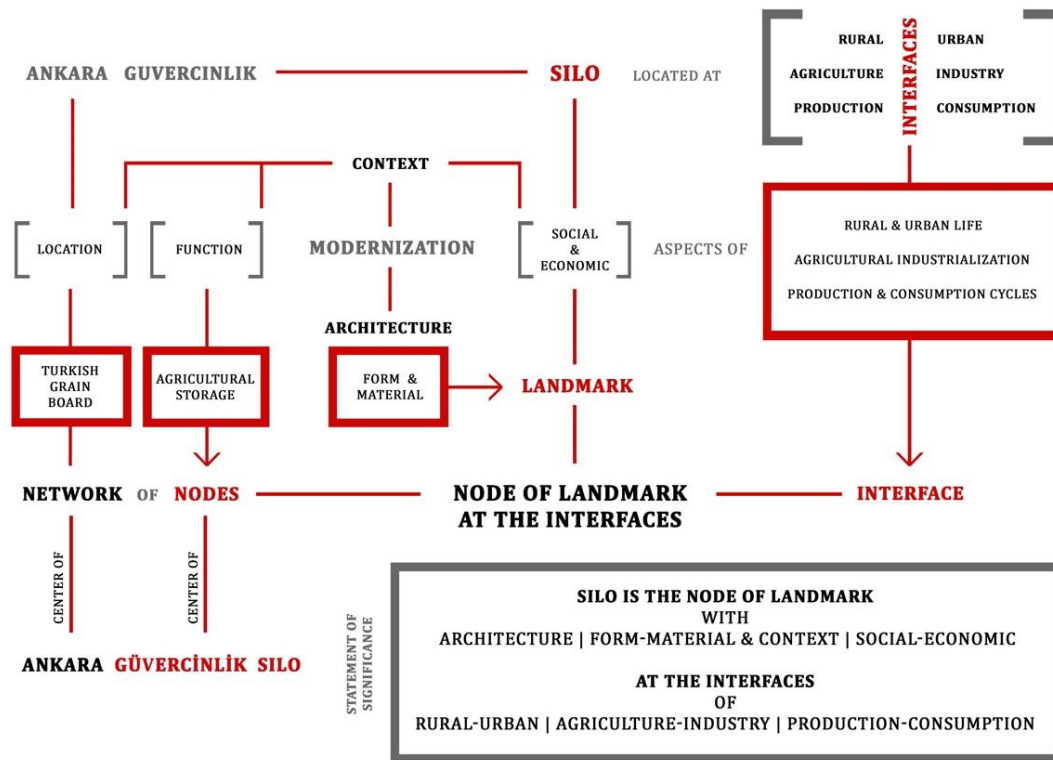 RURAL URBAN
ANKARA GUVERCINLIK SILO LOCATED AT
AGRICULTURE INDUSTRY
PRODUCTION CONSUMPTION
INTERFACES
CONTEXT
LOCATION
FUNCTION
MODERNIZATION
SOCIAL
&
ECONOMIC
ASPECTS OF
RURAL & URBAN LIFE
AGRICULTURAL INDUSTRIALIZATION
PRODUCTION & CONSUMPTION CYCLES
ARCHITECTURE
TURKISH
GRAIN
BOARD
AGRICULTURAL
STORAGE
FORM &
MATERIAL
LANDMARK
NETWORK OF NODES
NODE OF LANDMARK
AT THE INTERFACES
INTERFACE
CENTER OF
CENTER OF
ANKARA GÜVERCİNLİK SILO
STATEMENT OF
SIGNIFICANCE
SILO IS THE NODE OF LANDMARK
WITH
ARCHITECTURE | FORM-MATERIAL & CONTEXT | SOCIAL-ECONOMIC
AT THE INTERFACES
OF
RURAL-URBAN | AGRICULTURE-INDUSTRY | PRODUCTION-CONSUMPTION